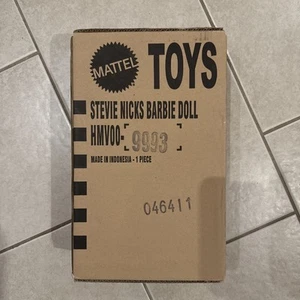 MATTEL TOYS
STEVIE NICKS BARBIE DOLL
HMV00-[9993]
MADE IN INDONESIA - 1 PIECE
046411